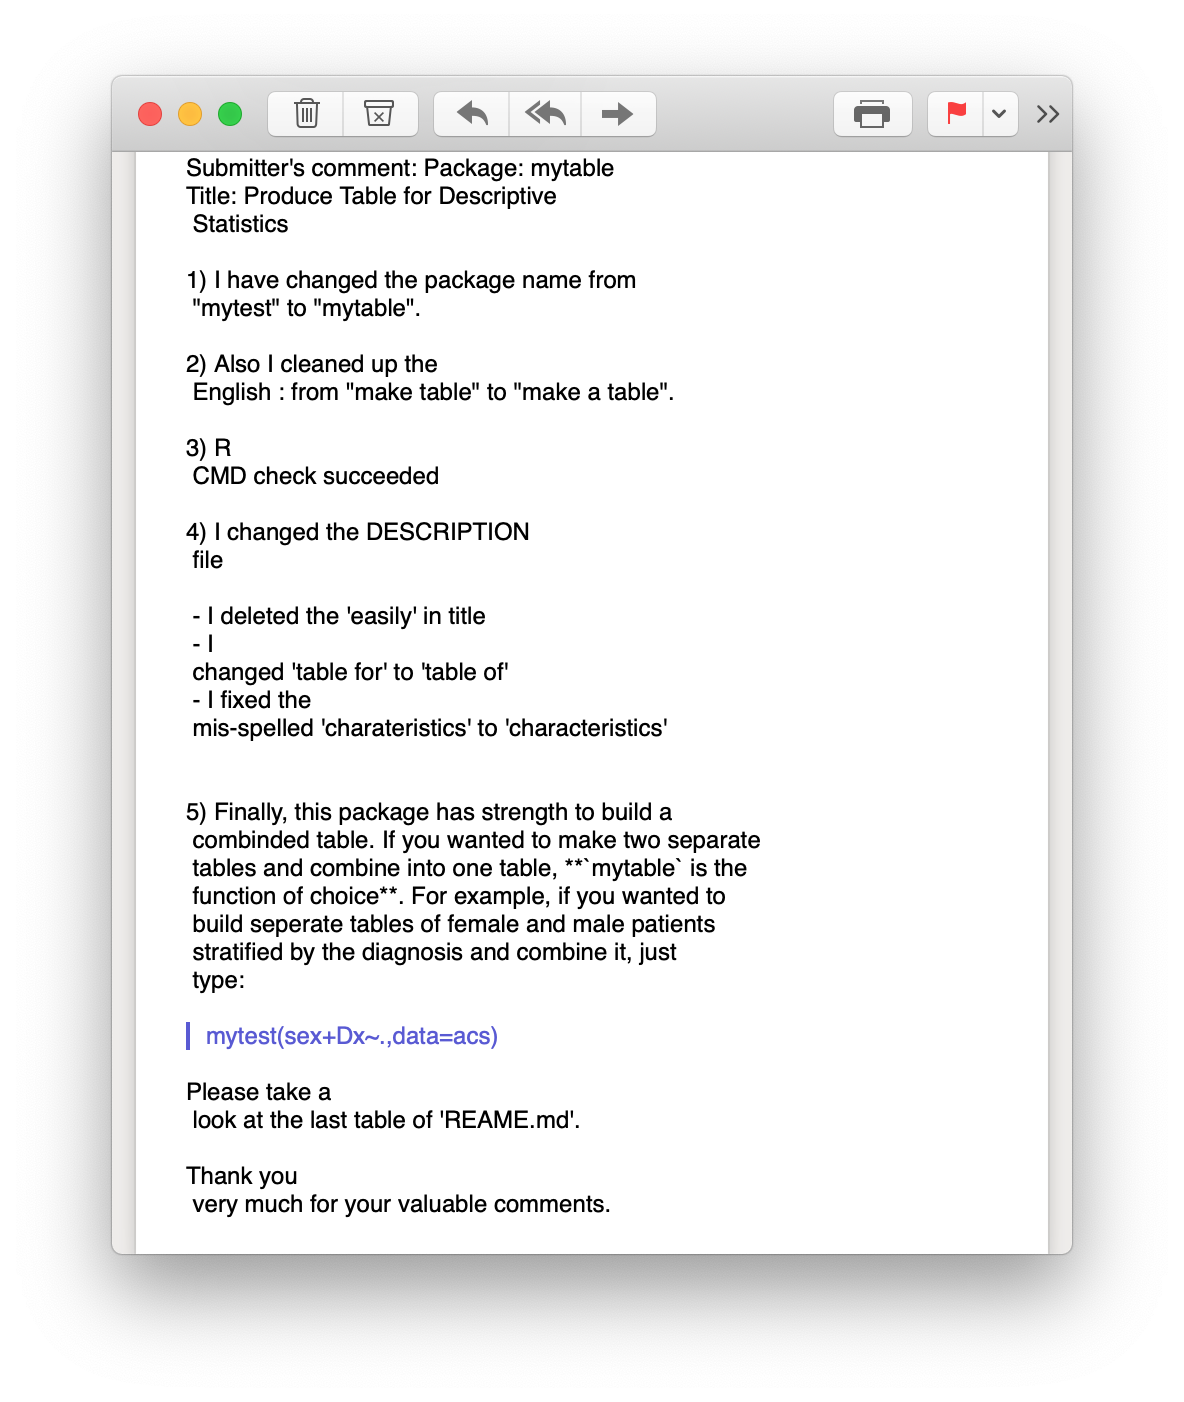 Submitter's comment: Package: mytable
Title: Produce Table for Descriptive
Statistics
1) I have changed the package name from
"mytest" to "mytable".
2) Also I cleaned up the
English : from "make table" to "make a table".
3) R
CMD check succeeded
4) I changed the DESCRIPTION
file
- I deleted the 'easily' in title
- I
changed 'table for' to 'table of'
- I fixed the
mis-spelled 'charateristics' to 'characteristics'
5) Finally, this package has strength to build a
combinded table. If you wanted to make two separate
tables and combine into one table, **`mytable` is the
function of choice**. For example, if you wanted to
build seperate tables of female and male patients
stratified by the diagnosis and combine it, just
type:
mytest(sex+Dx~.,data=acs)
Please take a
look at the last table of 'REAME.md'.
Thank you
very much for your valuable comments.